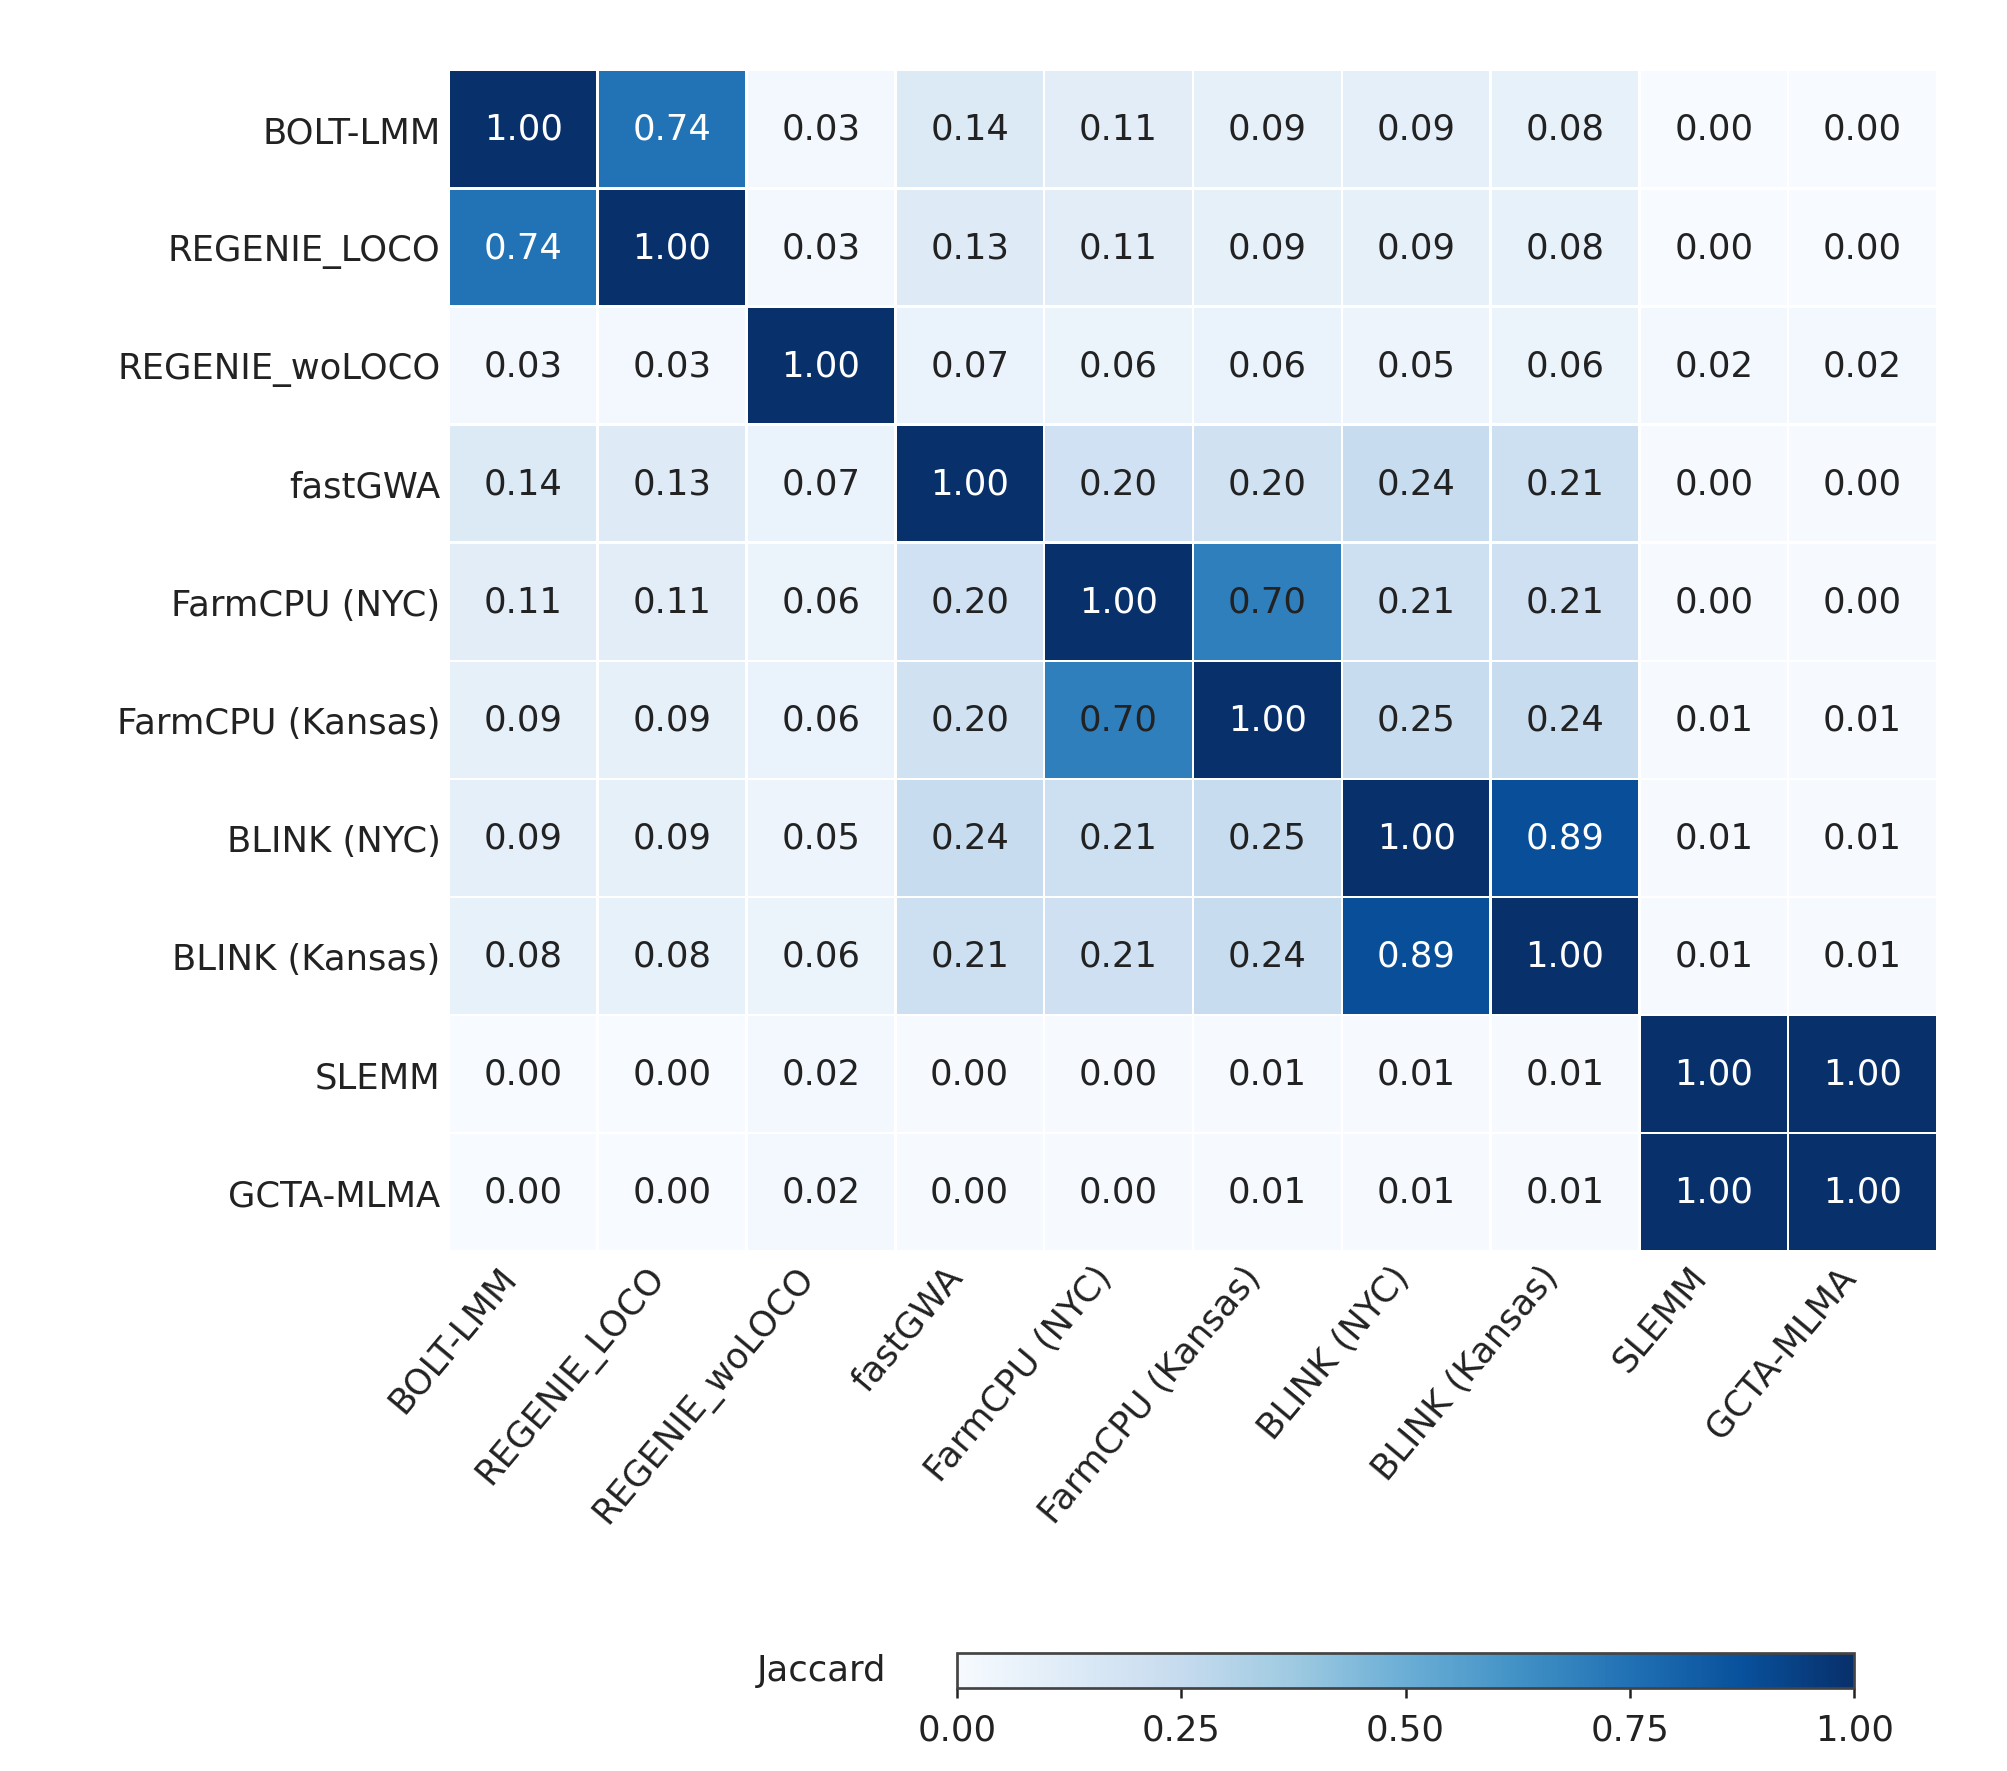 BOLT-LMM 1.00 0.74 0.03 0.14 0.11 0.09 0.09 0.08 0.00 0.00
REGENIE_LOCO 0.74 1.00 0.03 0.13 0.11 0.09 0.09 0.08 0.00 0.00
REGENIE_woLOCO 0.03 0.03 1.00 0.07 0.06 0.06 0.05 0.06 0.02 0.02
fastGWA 0.14 0.13 0.07 1.00 0.20 0.20 0.24 0.21 0.00 0.00
FarmCPU (NYC) 0.11 0.11 0.06 0.20 1.00 0.70 0.21 0.21 0.00 0.00
FarmCPU (Kansas) 0.09 0.09 0.06 0.20 0.70 1.00 0.25 0.24 0.01 0.01
BLINK (NYC) 0.09 0.09 0.05 0.24 0.21 0.25 1.00 0.89 0.01 0.01
BLINK (Kansas) 0.08 0.08 0.06 0.21 0.21 0.24 0.89 1.00 0.01 0.01
SLEMM 0.00 0.00 0.02 0.00 0.00 0.01 0.01 0.01 1.00 1.00
GCTA-MLMA 0.00 0.00 0.02 0.00 0.00 0.01 0.01 0.01 1.00 1.00
BOLT-LMM
REGENIE_LOCO
REGENIE_woLOCO
fastGWA
FarmCPU (NYC)
FarmCPU (Kansas)
BLINK (NYC)
BLINK (Kansas)
SLEMM
GCTA-MLMA
Jaccard
0.00 0.25 0.50 0.75 1.00